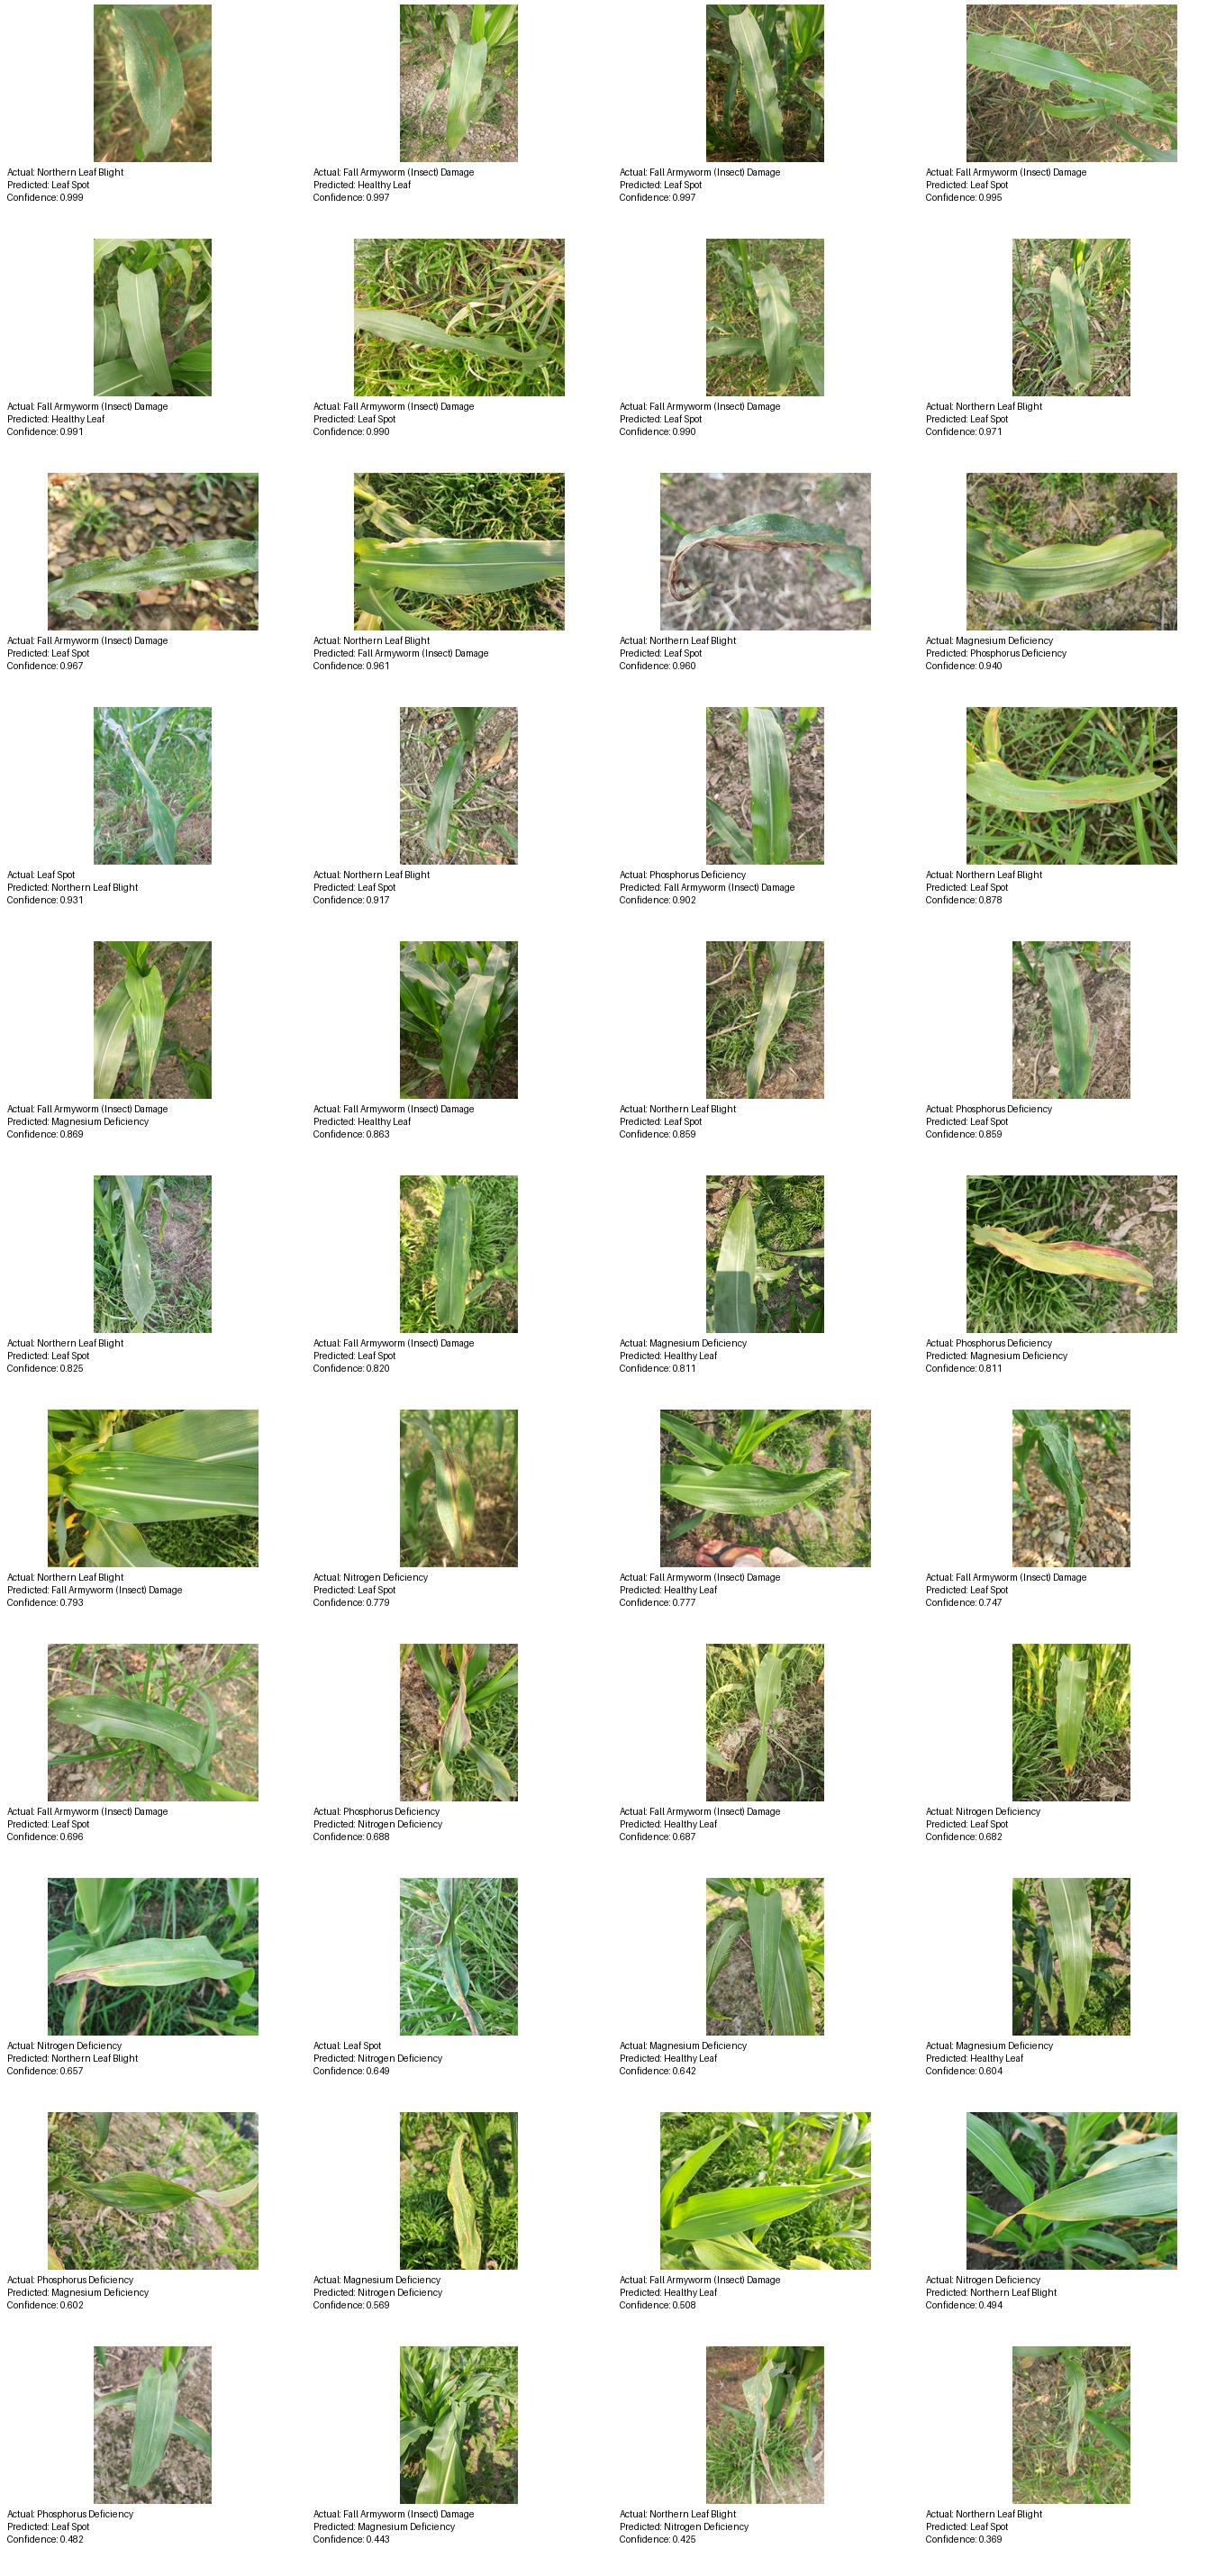 Actual: Northern Leaf Blight
Predicted: Leaf Spot
Confidence: 0.999
Actual: Fall Armyworm (Insect) Damage
Predicted: Healthy Leaf
Confidence: 0.997
Actual: Fall Armyworm (Insect) Damage
Predicted: Leaf Spot
Confidence: 0.997
Actual: Fall Armyworm (Insect) Damage
Predicted: Leaf Spot
Confidence: 0.995
Actual: Fall Armyworm (Insect) Damage
Predicted: Healthy Leaf
Confidence: 0.991
Actual: Fall Armyworm (Insect) Damage
Predicted: Leaf Spot
Confidence: 0.990
Actual: Fall Armyworm (Insect) Damage
Predicted: Leaf Spot
Confidence: 0.990
Actual: Northern Leaf Blight
Predicted: Leaf Spot
Confidence: 0.971
Actual: Fall Armyworm (Insect) Damage
Predicted: Leaf Spot
Confidence: 0.967
Actual: Northern Leaf Blight
Predicted: Fall Armyworm (Insect) Damage
Confidence: 0.961
Actual: Northern Leaf Blight
Predicted: Leaf Spot
Confidence: 0.960
Actual: Magnesium Deficiency
Predicted: Phosphorus Deficiency
Confidence: 0.940
Actual: Leaf Spot
Predicted: Northern Leaf Blight
Confidence: 0.931
Actual: Northern Leaf Blight
Predicted: Leaf Spot
Confidence: 0.917
Actual: Phosphorus Deficiency
Predicted: Fall Armyworm (Insect) Damage
Confidence: 0.902
Actual: Northern Leaf Blight
Predicted: Leaf Spot
Confidence: 0.878
Actual: Fall Armyworm (Insect) Damage
Predicted: Magnesium Deficiency
Confidence: 0.869
Actual: Fall Armyworm (Insect) Damage
Predicted: Healthy Leaf
Confidence: 0.863
Actual: Northern Leaf Blight
Predicted: Leaf Spot
Confidence: 0.859
Actual: Phosphorus Deficiency
Predicted: Leaf Spot
Confidence: 0.859
Actual: Northern Leaf Blight
Predicted: Leaf Spot
Confidence: 0.825
Actual: Fall Armyworm (Insect) Damage
Predicted: Leaf Spot
Confidence: 0.820
Actual: Magnesium Deficiency
Predicted: Healthy Leaf
Confidence: 0.811
Actual: Phosphorus Deficiency
Predicted: Magnesium Deficiency
Confidence: 0.811
Actual: Northern Leaf Blight
Predicted: Fall Armyworm (Insect) Damage
Confidence: 0.793
Actual: Nitrogen Deficiency
Predicted: Leaf Spot
Confidence: 0.779
Actual: Fall Armyworm (Insect) Damage
Predicted: Healthy Leaf
Confidence: 0.777
Actual: Fall Armyworm (Insect) Damage
Predicted: Leaf Spot
Confidence: 0.747
Actual: Fall Armyworm (Insect) Damage
Predicted: Leaf Spot
Confidence: 0.696
Actual: Phosphorus Deficiency
Predicted: Nitrogen Deficiency
Confidence: 0.688
Actual: Fall Armyworm (Insect) Damage
Predicted: Healthy Leaf
Confidence: 0.687
Actual: Nitrogen Deficiency
Predicted: Leaf Spot
Confidence: 0.682
Actual: Nitrogen Deficiency
Predicted: Northern Leaf Blight
Confidence: 0.657
Actual: Leaf Spot
Predicted: Nitrogen Deficiency
Confidence: 0.649
Actual: Magnesium Deficiency
Predicted: Healthy Leaf
Confidence: 0.642
Actual: Magnesium Deficiency
Predicted: Healthy Leaf
Confidence: 0.604
Actual: Phosphorus Deficiency
Predicted: Magnesium Deficiency
Confidence: 0.602
Actual: Magnesium Deficiency
Predicted: Nitrogen Deficiency
Confidence: 0.569
Actual: Fall Armyworm (Insect) Damage
Predicted: Healthy Leaf
Confidence: 0.508
Actual: Nitrogen Deficiency
Predicted: Northern Leaf Blight
Confidence: 0.494
Actual: Phosphorus Deficiency
Predicted: Leaf Spot
Confidence: 0.482
Actual: Fall Armyworm (Insect) Damage
Predicted: Magnesium Deficiency
Confidence: 0.443
Actual: Northern Leaf Blight
Predicted: Nitrogen Deficiency
Confidence: 0.425
Actual: Northern Leaf Blight
Predicted: Leaf Spot
Confidence: 0.369